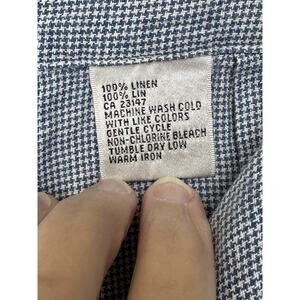 100% LINEN
100% LIN
CA 23147
MACHINE WASH COLD
WITH LIKE COLORS
GENTLE CYCLE
NON-CHLORINE BLEACH
TUMBLE DRY LOW
WARM IRON